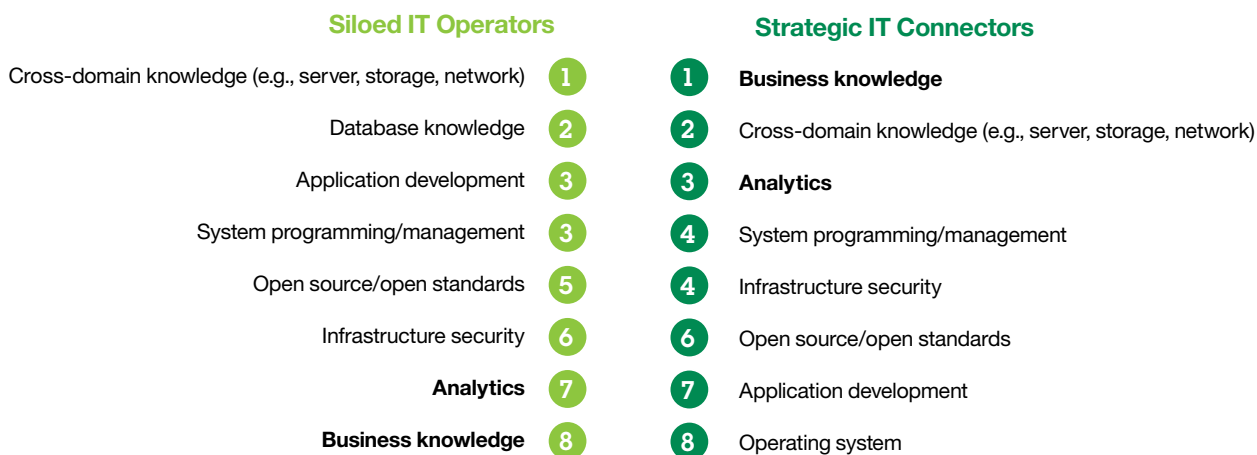 Siloed IT Operators
Cross-domain knowledge (e.g., server, storage, network) 1
Database knowledge 2
Application development 3
System programming/management 3
Open source/open standards 5
Infrastructure security 6
Analytics 7
Business knowledge 8
Strategic IT Connectors
1 Business knowledge
2 Cross-domain knowledge (e.g., server, storage, network)
3 Analytics
4 System programming/management
4 Infrastructure security
6 Open source/open standards
7 Application development
8 Operating system